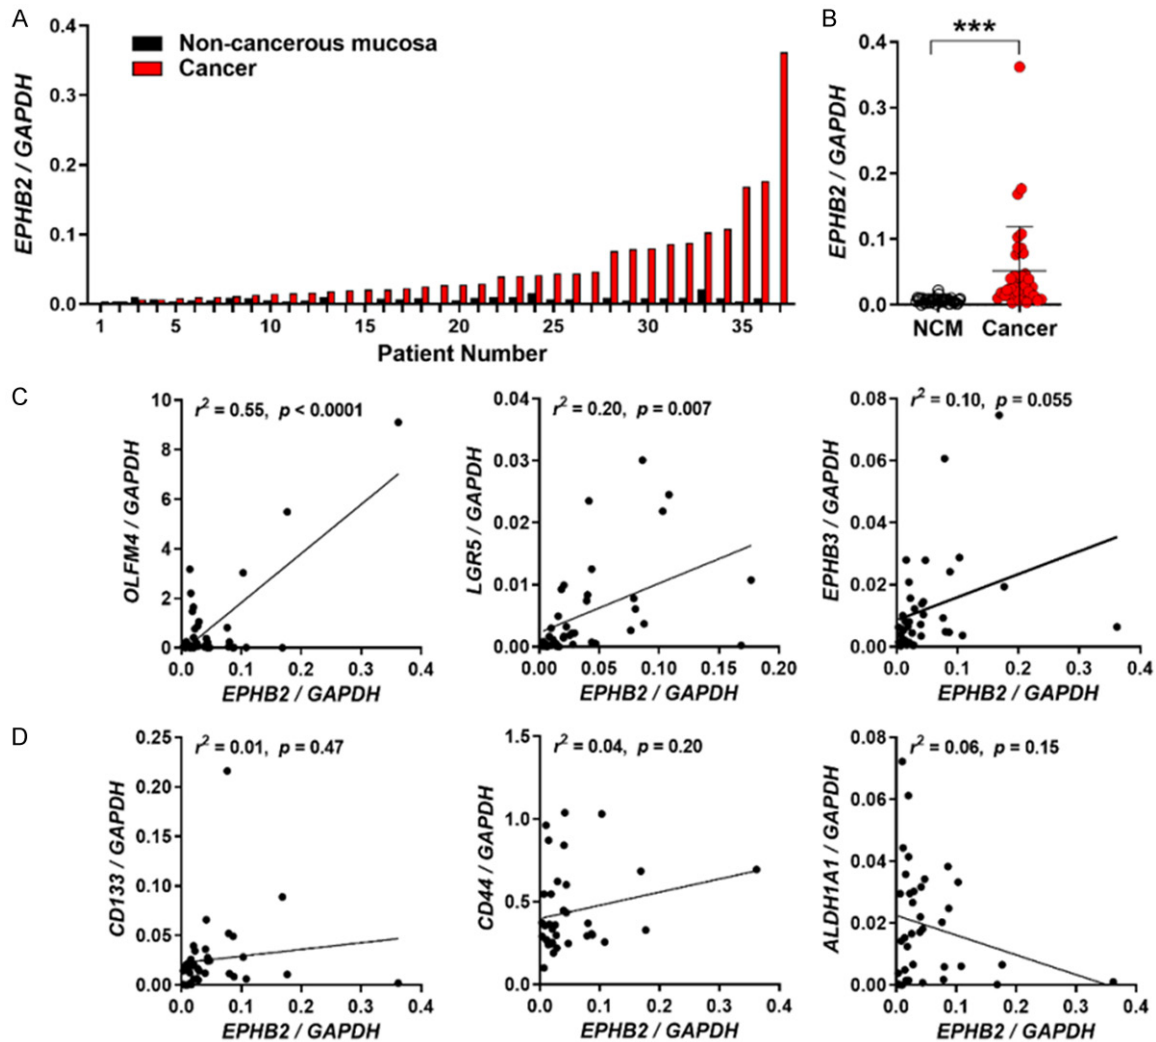 A
EPHB2 / GAPDH
0.4
0.3
0.2
0.1
0.0
Non-cancerous mucosa
Cancer
1 5 10 15 20 25 30 35
Patient Number
B
EPHB2 / GAPDH
0.4
0.3
0.2
0.1
0.0
***
NCM Cancer
C
OLFM4 / GAPDH
10
8
6
4
2
0
r² = 0.55, p < 0.0001
0.0 0.1 0.2 0.3 0.4
EPHB2 / GAPDH
LGR5 / GAPDH
0.04
0.03
0.02
0.01
0.00
r² = 0.20, p = 0.007
0.00 0.05 0.10 0.15 0.20
EPHB2 / GAPDH
EPHB3 / GAPDH
0.08
0.06
0.04
0.02
0.00
r² = 0.10, p = 0.055
0.0 0.1 0.2 0.3 0.4
EPHB2 / GAPDH
D
CD133 / GAPDH
0.25
0.20
0.15
0.10
0.05
0.00
r² = 0.01, p = 0.47
0.0 0.1 0.2 0.3 0.4
EPHB2 / GAPDH
CD44 / GAPDH
1.5
1.0
0.5
0.0
r² = 0.04, p = 0.20
0.0 0.1 0.2 0.3 0.4
EPHB2 / GAPDH
ALDH1A1 / GAPDH
0.08
0.06
0.04
0.02
0.00
r² = 0.06, p = 0.15
0.0 0.1 0.2 0.3 0.4
EPHB2 / GAPDH